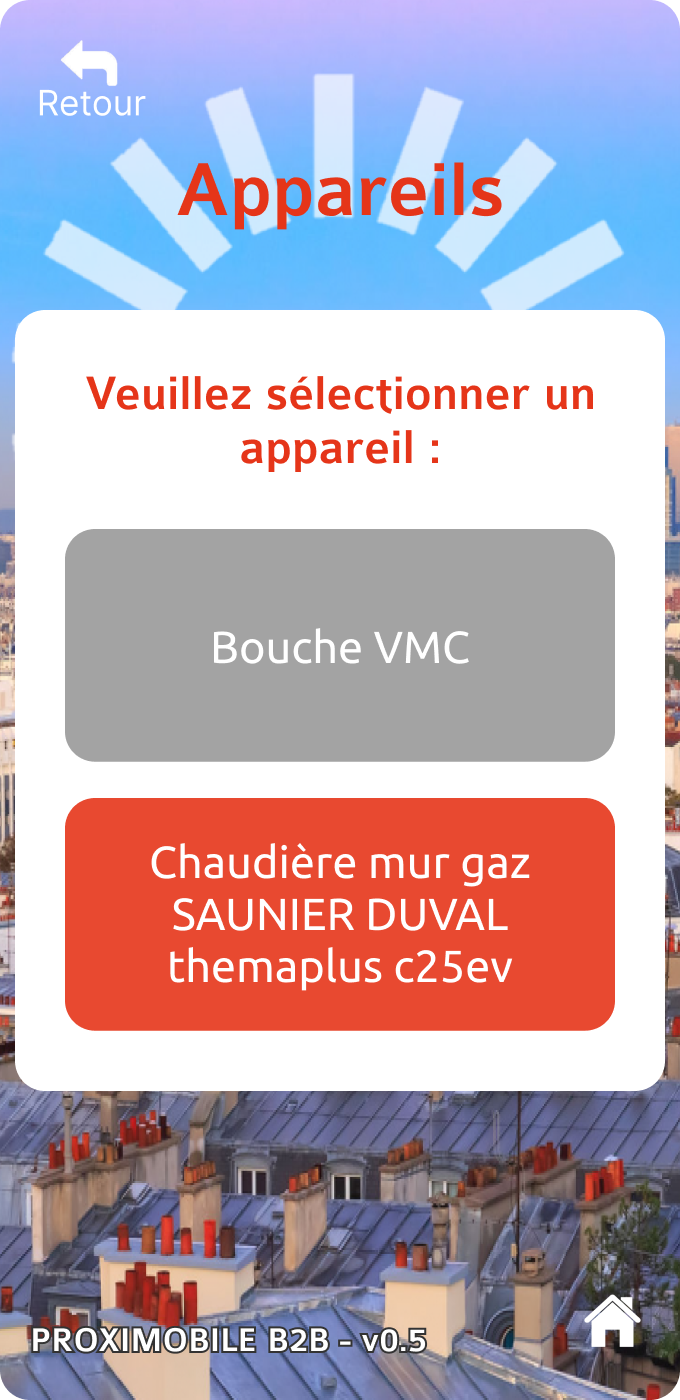 Retour
Appareils
Veuillez sélectionner un
appareil :
Bouche VMC
Chaudière mur gaz
SAUNIER DUVAL
themaplus c25ev
PROXIMOBILE B2B - v0.5